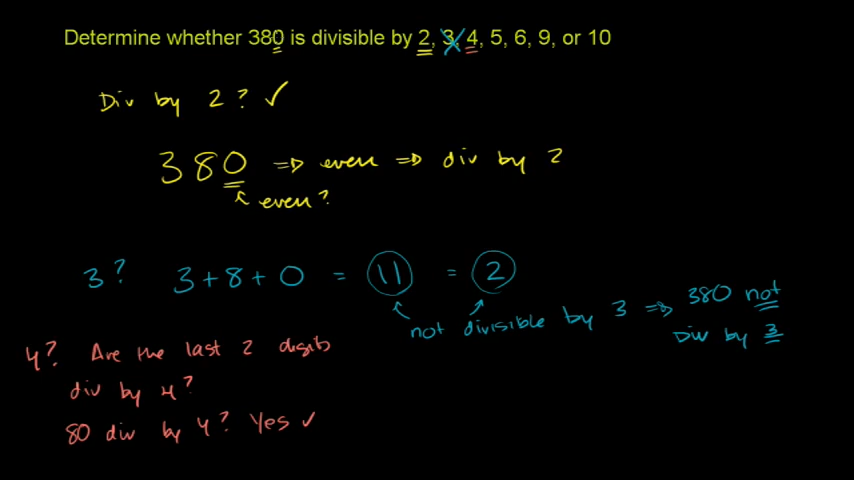 Determine whether 380 is divisible by 2, 3, 4, 5, 6, 9, or 10
Div by 2? ✓
380 ⇒ even ⇒ div by 2
even?
3? 3+8+0 = 11 = 2
not divisible by 3 ⇒ 380 not
Div by 3
4? Are the last 2 digits
div by 4?
80 div by 4? Yes ✓